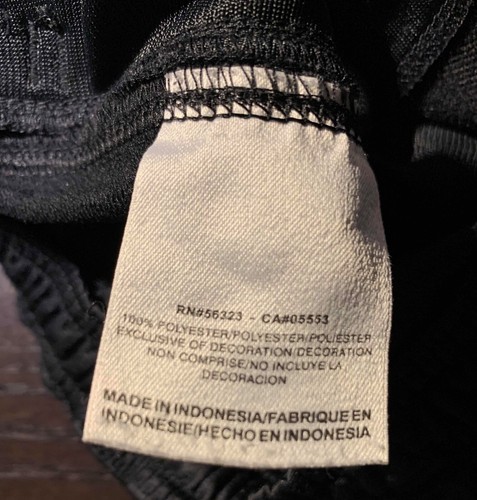 RN#56323 - CA#05553
100% POLYESTER/POLYESTER/POLIESTER
EXCLUSIVE OF DECORATION/DECORATION
NON COMPRISE/NO INCLUYE LA
DECORACION
MADE IN INDONESIA/FABRIQUE EN
INDONESIE/HECHO EN INDONESIA